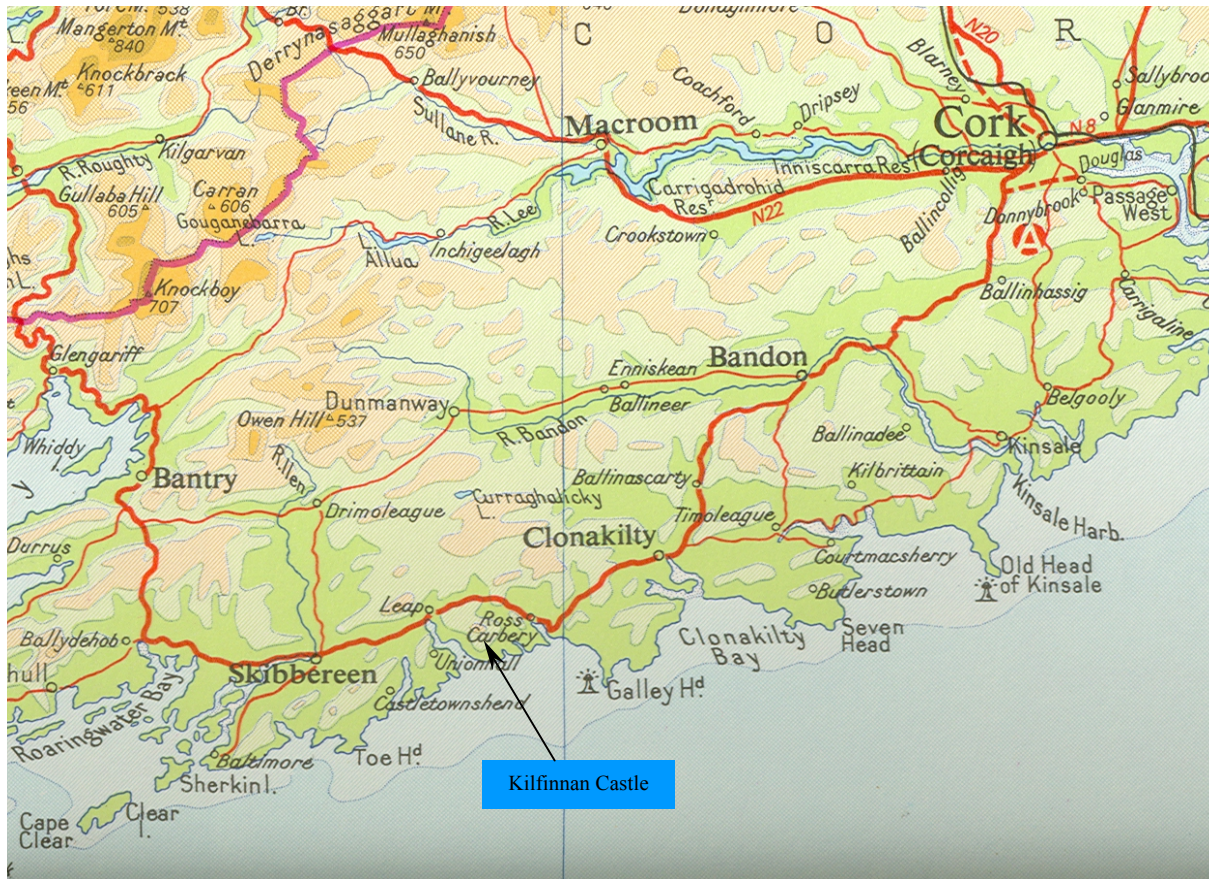 Mangerton Mt.
840
Mullaghanish
650
Derrynasaggart Mts
C
O
R
N20
Donaghmore
Blarney
Sallybroo
Glanmire
Knockbrack
611
Ballyvourney
Sullane R.
Coachford
Dripsey
Macroom
Cork
(Corcaigh)
N8
Douglas
R. Roughty
Kilgarvan
Inniscarra Resr.
Carrigadrohid
Resr.
N22
Ballincollig
Donnybrook
Passage
West
Gullaba Hill
605
Carran
606
Gouganebarra
L.
R. Lee
L.
Allua
Inchigeelagh
Crookstown
A
Knockboy
707
Ballinhassig
Carrigaline
Glengariff
Enniskean
Bandon
Belgooly
Dunmanway
Ballineer
R. Bandon
Owen Hill
537
Ballinadee
Kinsale
Whiddy
I.
R. Ilen
Bantry
Ballinascarty
Kilbrittain
Drimoleague
Curraghalicky
L.
Timoleague
Kinsale Harb.
Clonakilty
Durrus
Courtmacsherry
Old Head
of Kinsale
Butlerstown
Leap
Ross
Carbery
Clonakilty
Bay
Seven
Head
Ballydehob
Skibbereen
Unionhall
hull
Galley Hd.
Castletownshend
Roaringwater Bay
Baltimore
Toe Hd.
Sherkin I.
Kilfinnan Castle
Cape
Clear
Clear
I.